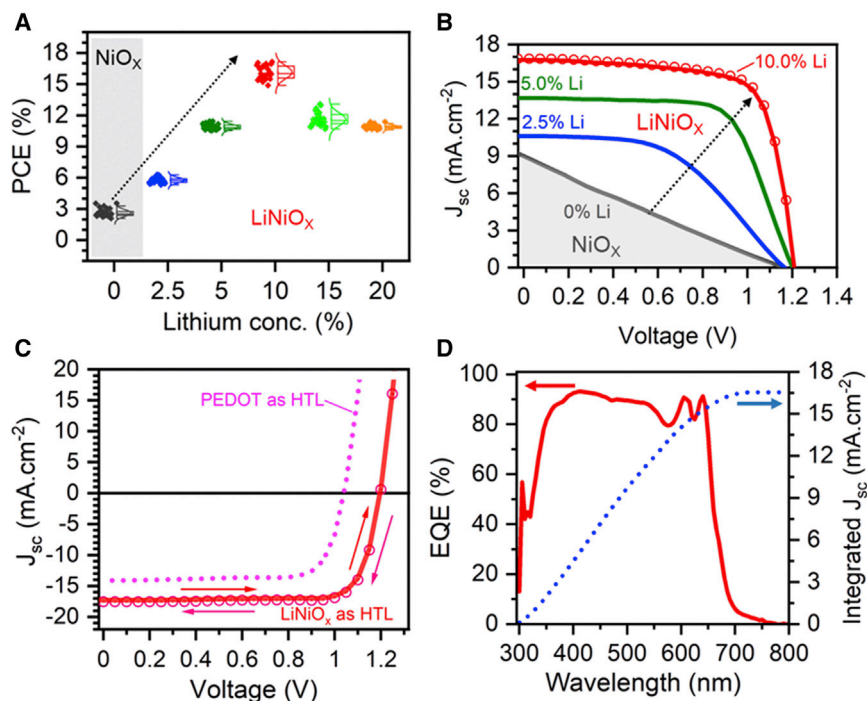 A
PCE (%)
18
15
12
9
6
3
0
NiOₓ
LiNiOₓ
0 2.5 5 10 15 20
Lithium conc. (%)
B
Jsc (mA.cm⁻²)
18
15
12
9
6
3
0
10.0% Li
5.0% Li
LiNiOₓ
2.5% Li
0% Li
NiOₓ
0 0.2 0.4 0.6 0.8 1 1.2 1.4
Voltage (V)
C
Jsc (mA.cm⁻²)
20
15
10
5
0
-5
-10
-15
-20
PEDOT as HTL
LiNiOₓ as HTL
0 0.2 0.4 0.6 0.8 1 1.2
Voltage (V)
D
EQE (%)
100
80
60
40
20
0
18
15
12
9
6
3
0
Integrated Jsc (mA.cm⁻²)
300 400 500 600 700 800
Wavelength (nm)